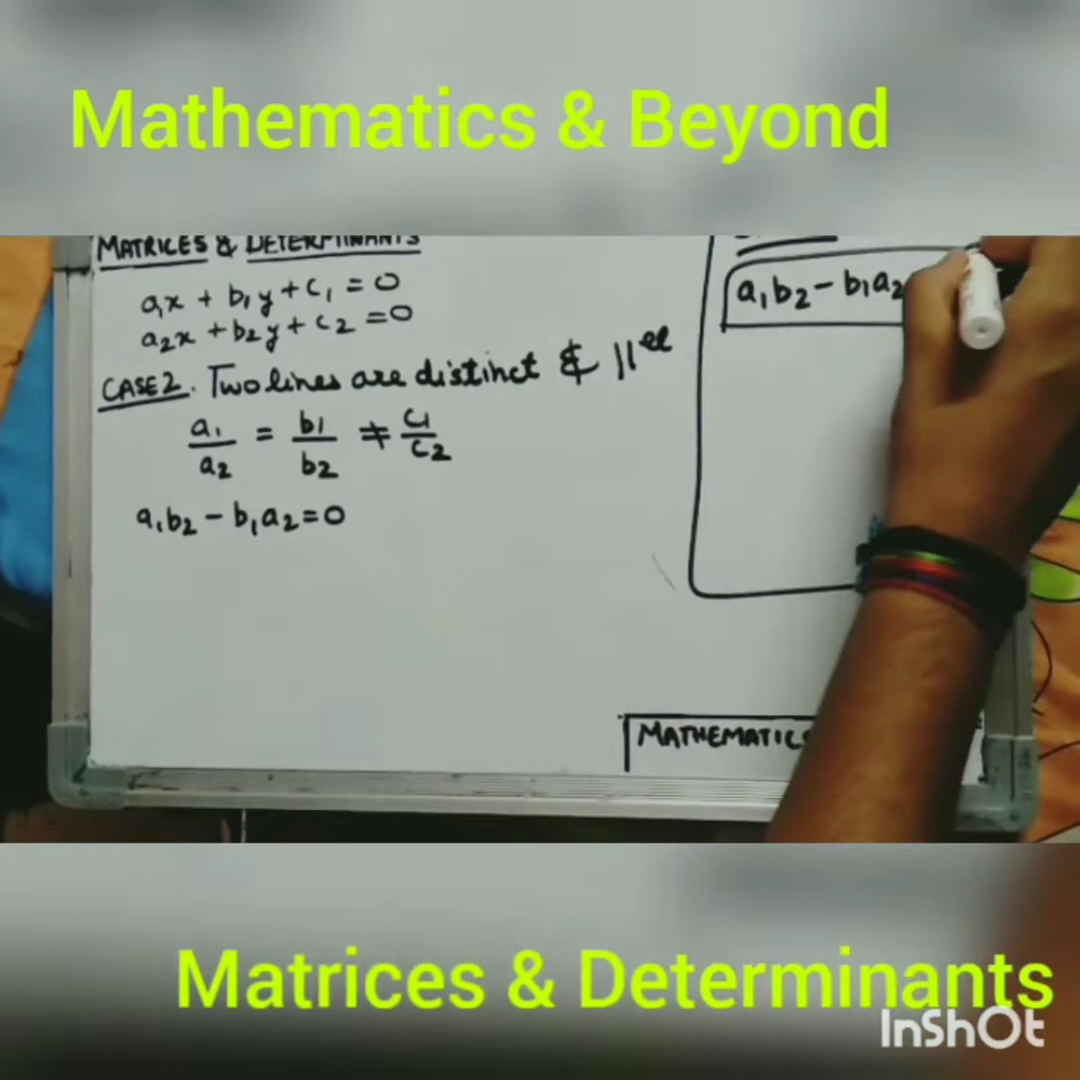 Mathematics & Beyond
MATRICES & DETERMINANTS
a₁x + b₁y + c₁ = 0
a₂x + b₂y + c₂ = 0
CASE 2. Two lines are distinct & ||el
a₁/a₂ = b₁/b₂ ≠ c₁/c₂
a₁b₂ - b₁a₂ = 0
a₁b₂ - b₁a₂
MATHEMATICS
Matrices & Determinants
InShOt